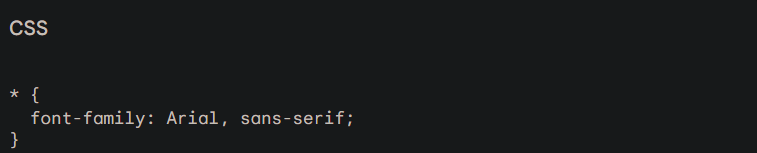 CSS
* {
  font-family: Arial, sans-serif;
}